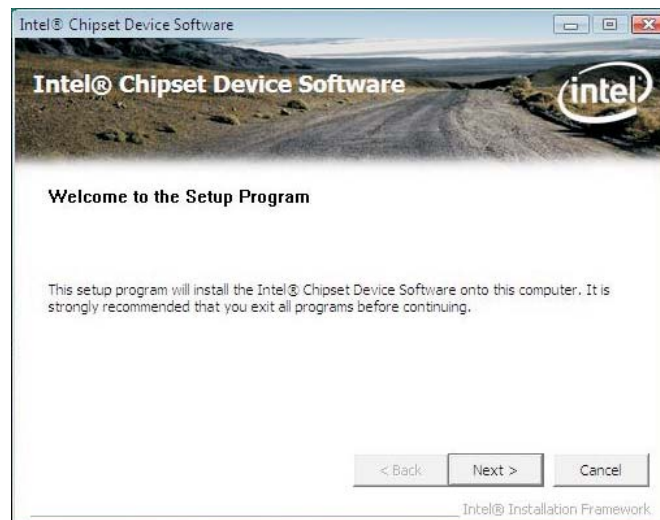 Intel® Chipset Device Software
Intel® Chipset Device Software
intel
Welcome to the Setup Program
This setup program will install the Intel® Chipset Device Software onto this computer. It is
strongly recommended that you exit all programs before continuing.
< Back
Next >
Cancel
Intel® Installation Framework